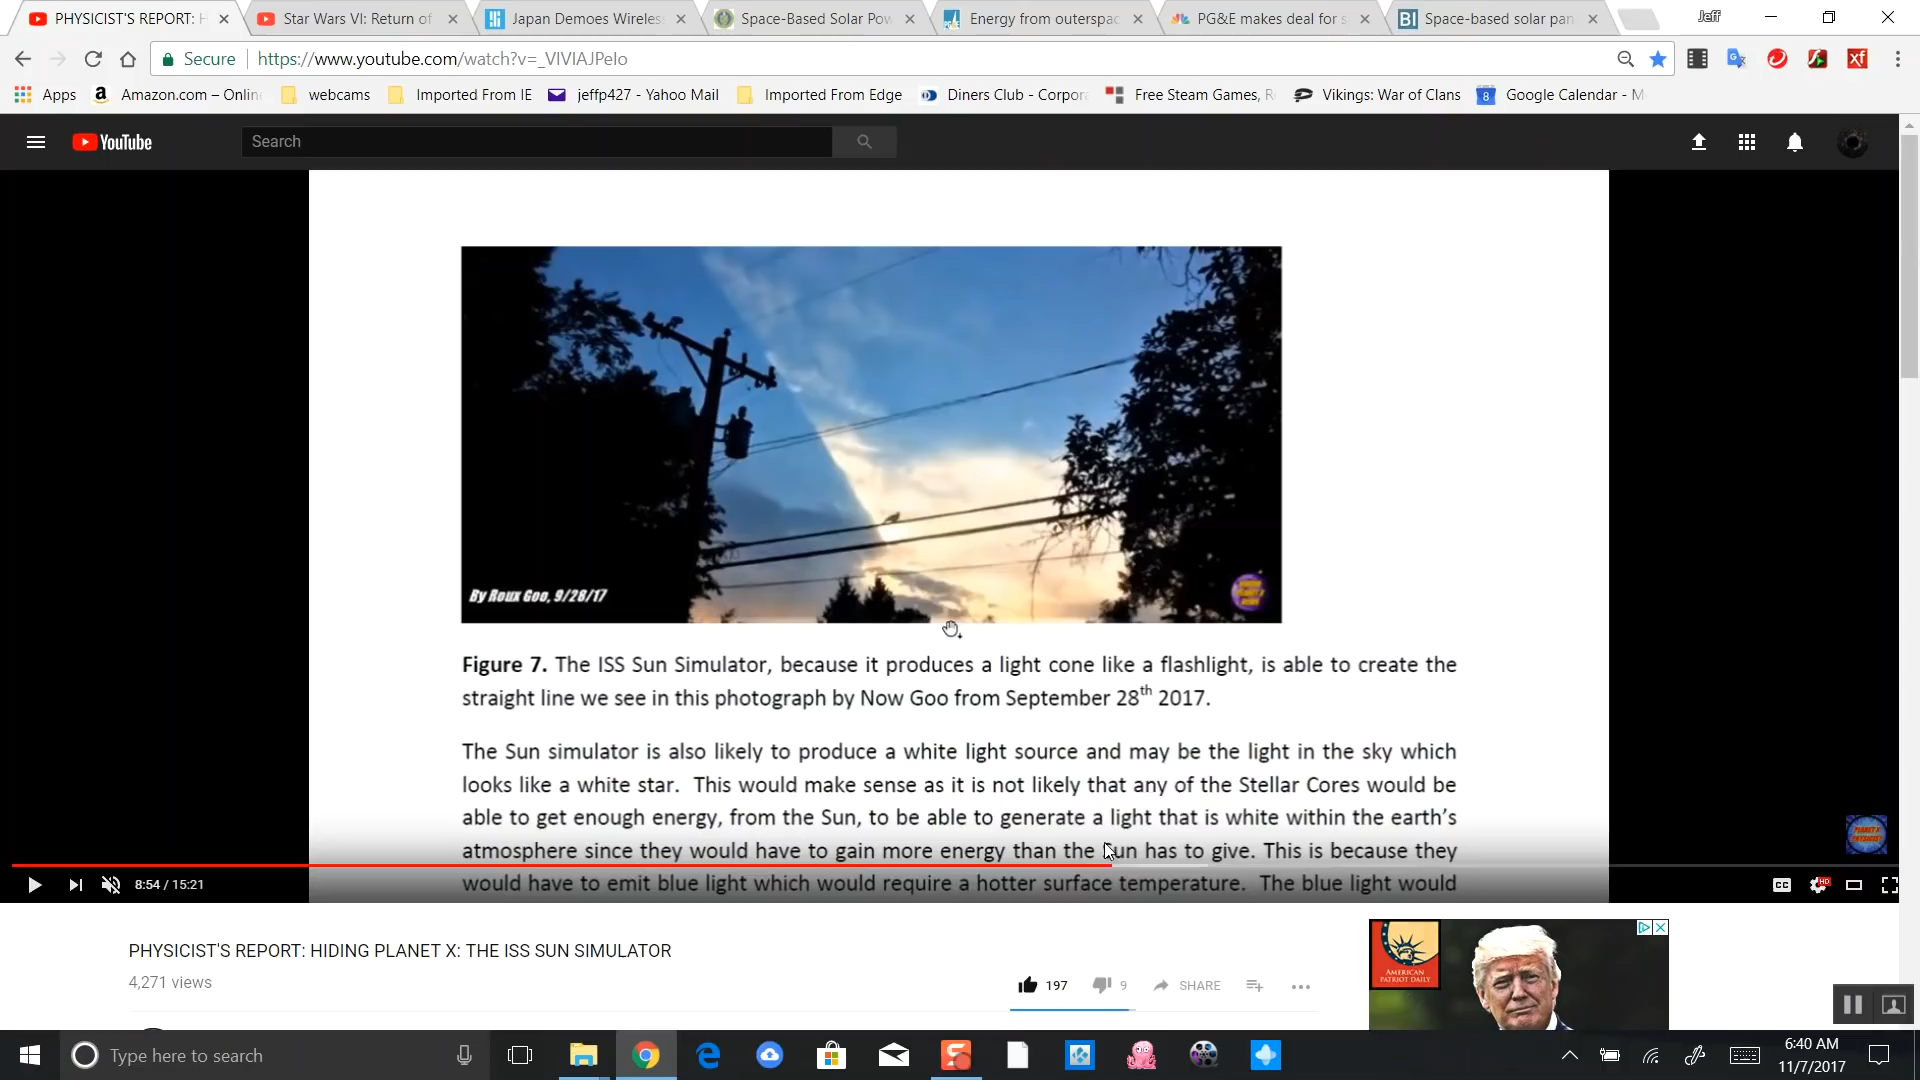 PHYSICIST'S REPORT: H
Star Wars VI: Return of
Japan Demoes Wireles
Space-Based Solar Pow
Energy from outerspac
PG&E makes deal for s
BI Space-based solar pan
Jeff
Secure https://www.youtube.com/watch?v=_VIVIAJPeIo
Apps
a Amazon.com – Onlin
webcams
Imported From IE
jeffp427 - Yahoo Mail
Imported From Edge
Diners Club - Corpora
Free Steam Games, R
Vikings: War of Clans
8 Google Calendar - M
YouTube
Search
By Roux Goo, 9/28/17
Figure 7. The ISS Sun Simulator, because it produces a light cone like a flashlight, is able to create the
straight line we see in this photograph by Now Goo from September 28th 2017.
The Sun simulator is also likely to produce a white light source and may be the light in the sky which
looks like a white star. This would make sense as it is not likely that any of the Stellar Cores would be
able to get enough energy, from the Sun, to be able to generate a light that is white within the earth's
atmosphere since they would have to gain more energy than the Sun has to give. This is because they
would have to emit blue light which would require a hotter surface temperature. The blue light would
8:54 / 15:21
CC
HD
PHYSICIST'S REPORT: HIDING PLANET X: THE ISS SUN SIMULATOR
4,271 views
197
9
SHARE
AMERICAN
PATRIOT DAILY
Type here to search
6:40 AM
11/7/2017